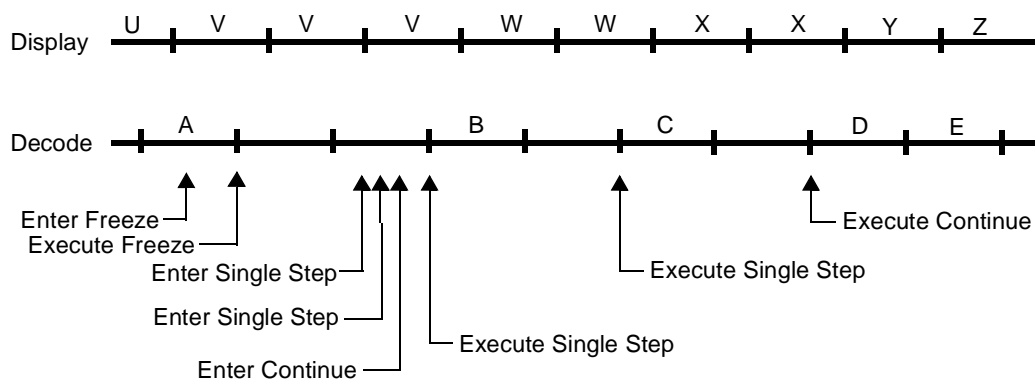 Display U V V V W W X X Y Z
Decode A B C D E
Enter Freeze
Execute Freeze
Execute Continue
Enter Single Step
Execute Single Step
Enter Single Step
Execute Single Step
Enter Continue